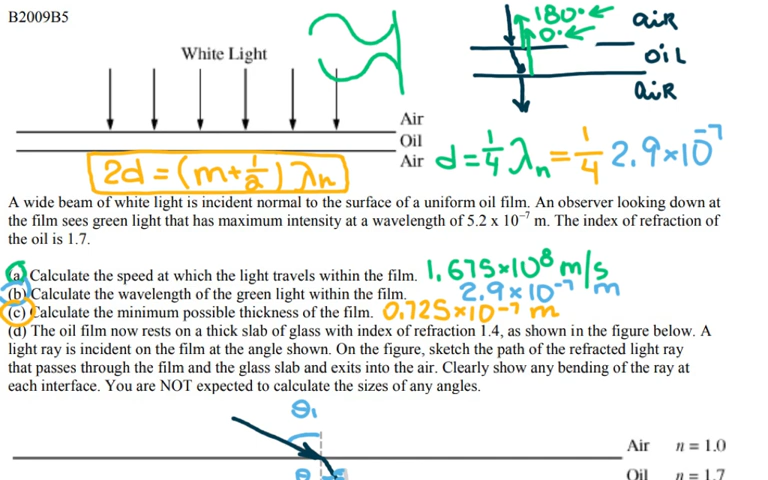 B2009B5
180° air
0°
White Light
oil
air
Air
Oil
Air
d = 1/4 λn = 1/4 2.9×10^-7
2d = (m+1/2) λn
A wide beam of white light is incident normal to the surface of a uniform oil film. An observer looking down at
the film sees green light that has maximum intensity at a wavelength of 5.2 x 10^-7 m. The index of refraction of
the oil is 1.7.
(a) Calculate the speed at which the light travels within the film. 1.675×10^8 m/s
(b) Calculate the wavelength of the green light within the film. 2.9×10^-7 m
(c) Calculate the minimum possible thickness of the film. 0.725×10^-7 m
(d) The oil film now rests on a thick slab of glass with index of refraction 1.4, as shown in the figure below. A
light ray is incident on the film at the angle shown. On the figure, sketch the path of the refracted light ray
that passes through the film and the glass slab and exits into the air. Clearly show any bending of the ray at
each interface. You are NOT expected to calculate the sizes of any angles.
θ1
Air n = 1.0
θ Oil n = 1.7